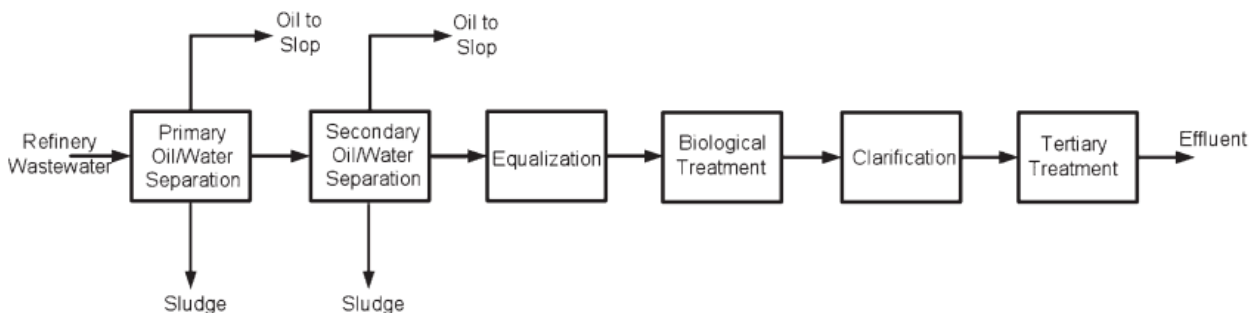 Oil to
Slop
Oil to
Slop
Refinery
Wastewater
Primary
Oil/Water
Separation
Secondary
Oil/Water
Separation
Equalization
Biological
Treatment
Clarification
Tertiary
Treatment
Effluent
Sludge
Sludge